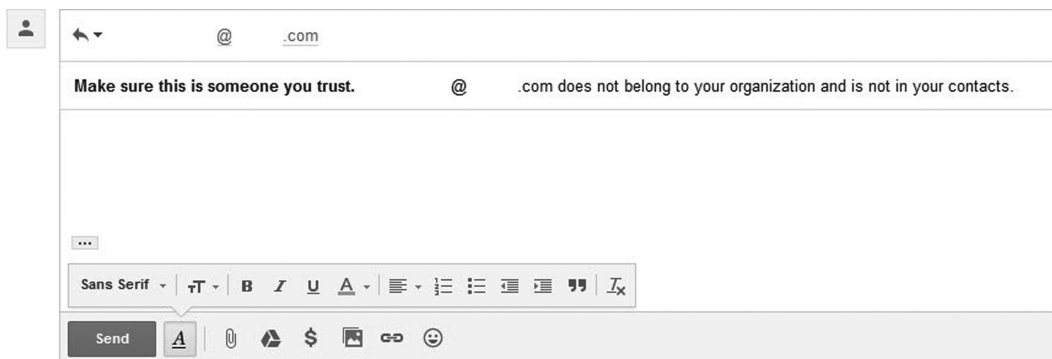 @ .com
Make sure this is someone you trust. @ .com does not belong to your organization and is not in your contacts.
...
Sans Serif T B I U A Tx
Send A $